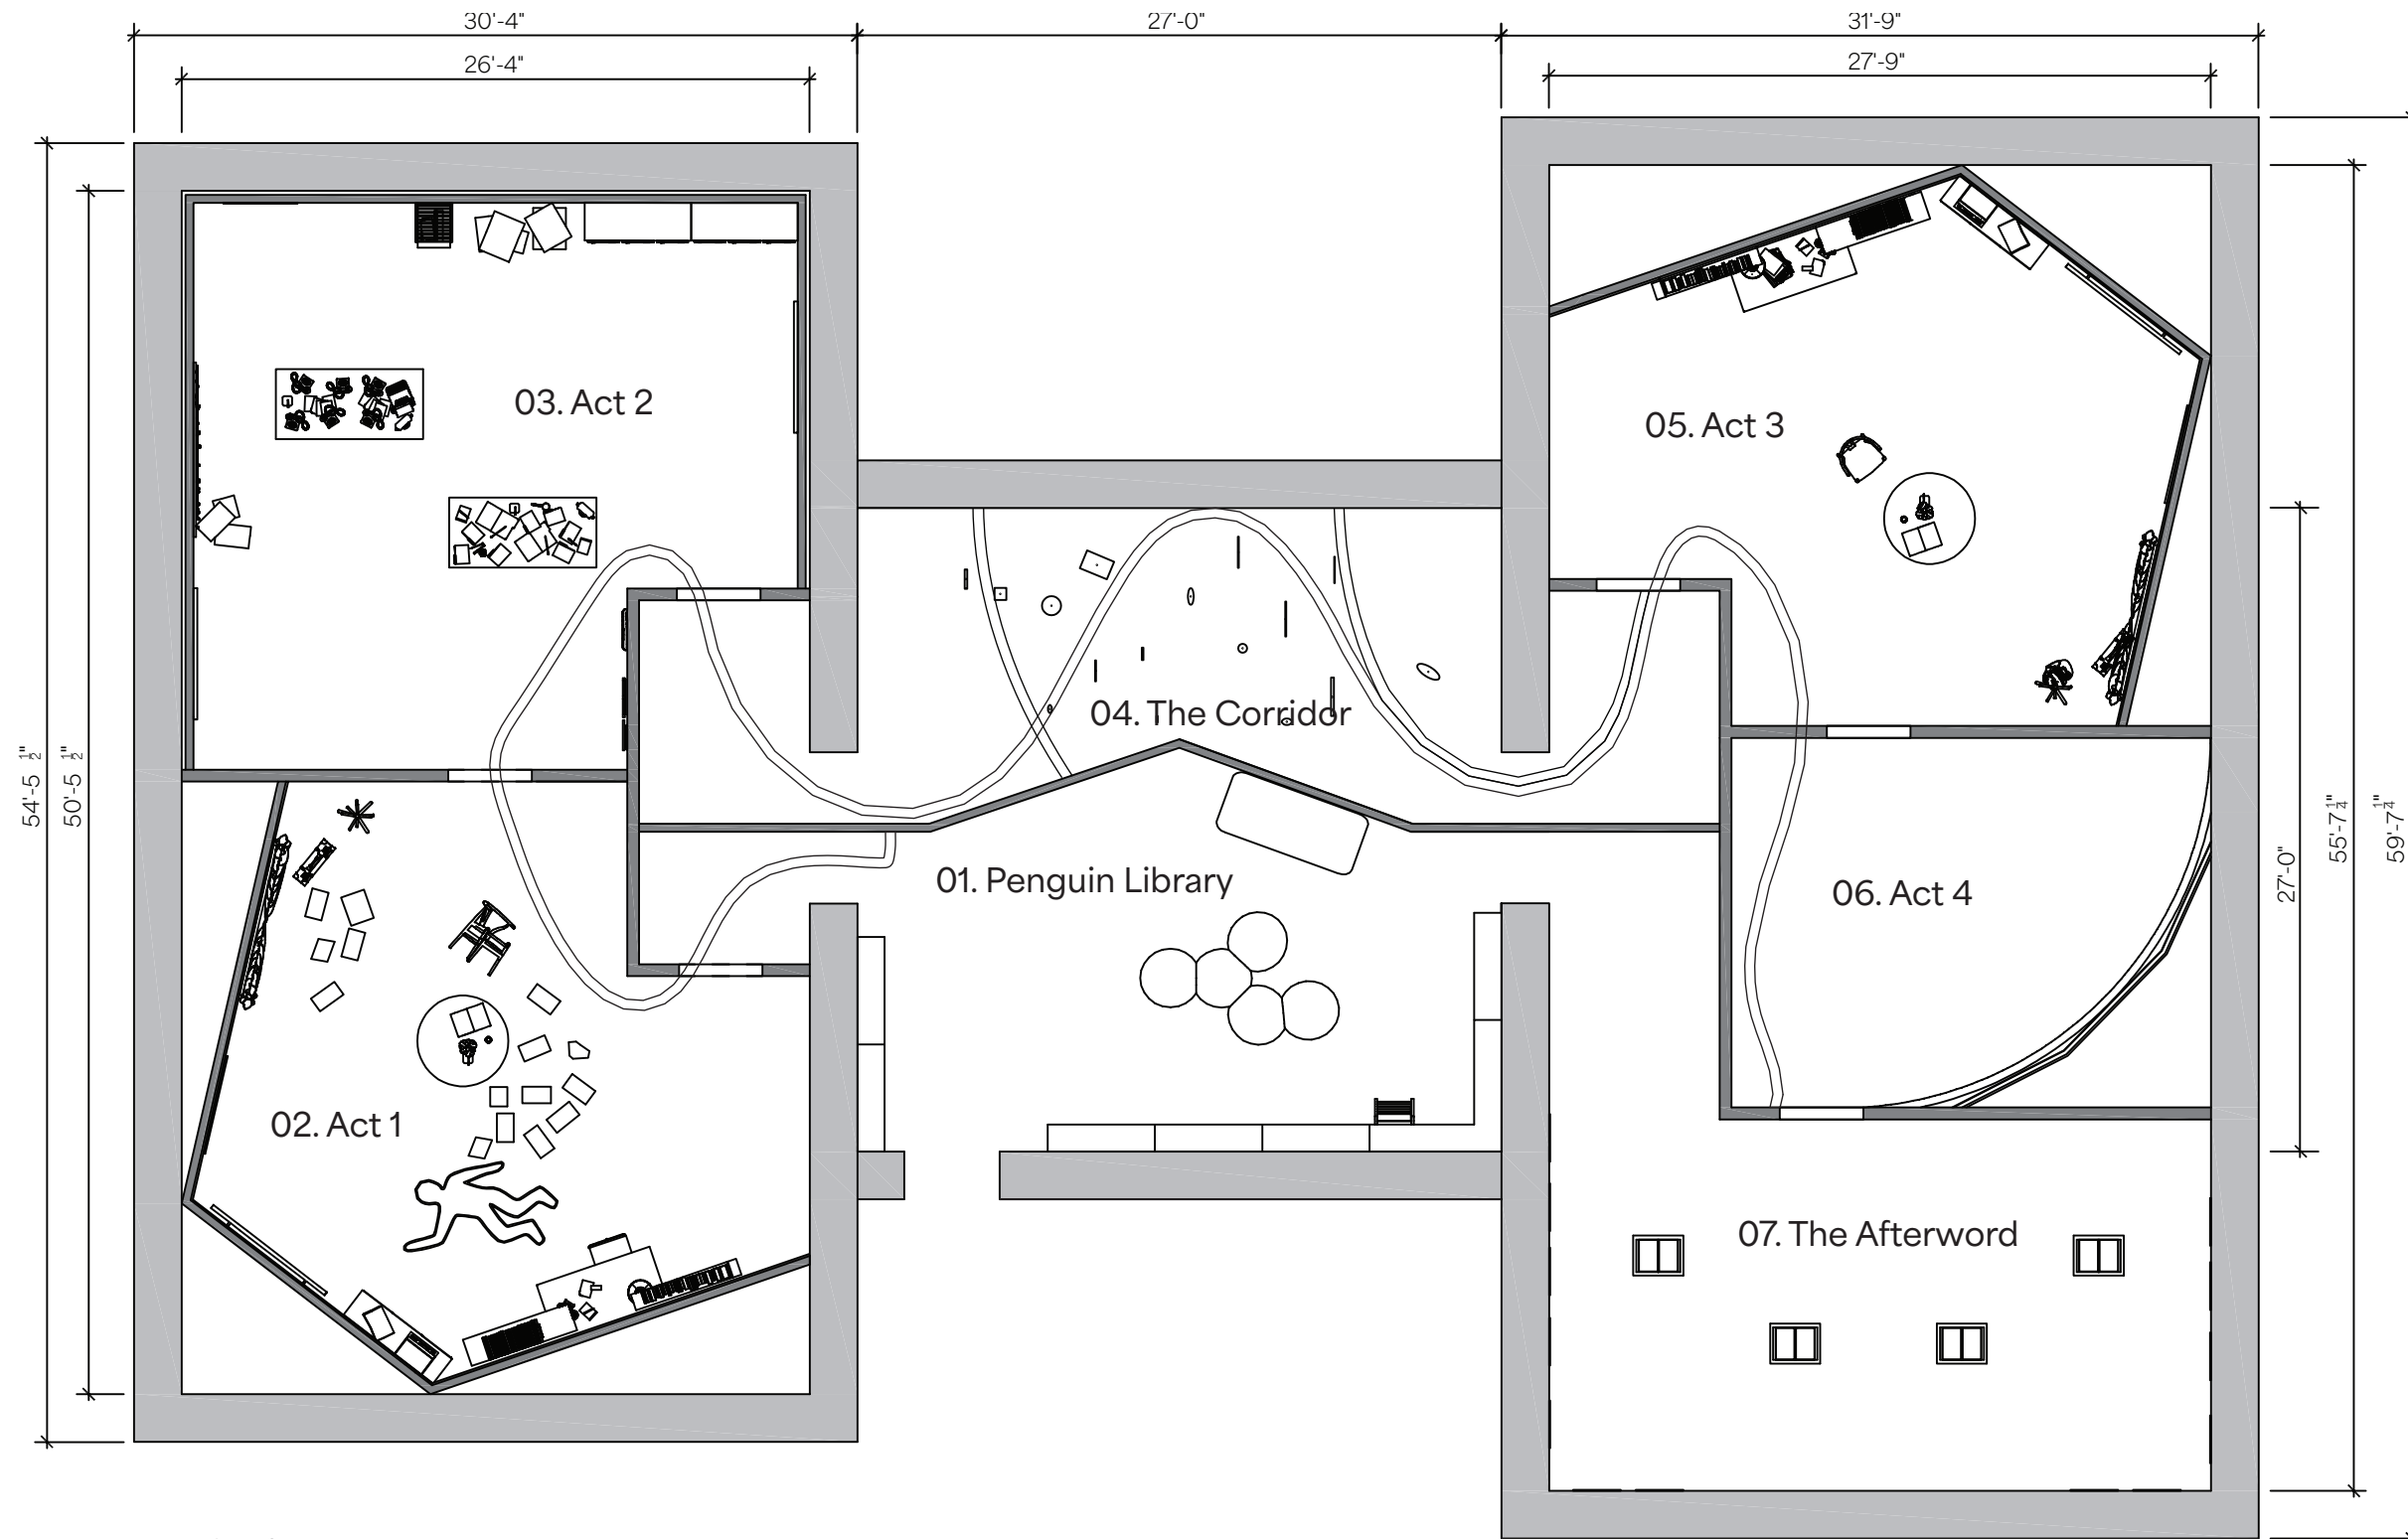 30'-4"
27'-0"
31'-9"
26'-4"
27'-9"
03. Act 2
05. Act 3
04. The Corridor
54'-5 1/2"
50'-5 1/2"
01. Penguin Library
06. Act 4
27'-0"
55'-7 1/4"
59'-7 1/4"
02. Act 1
07. The Afterword